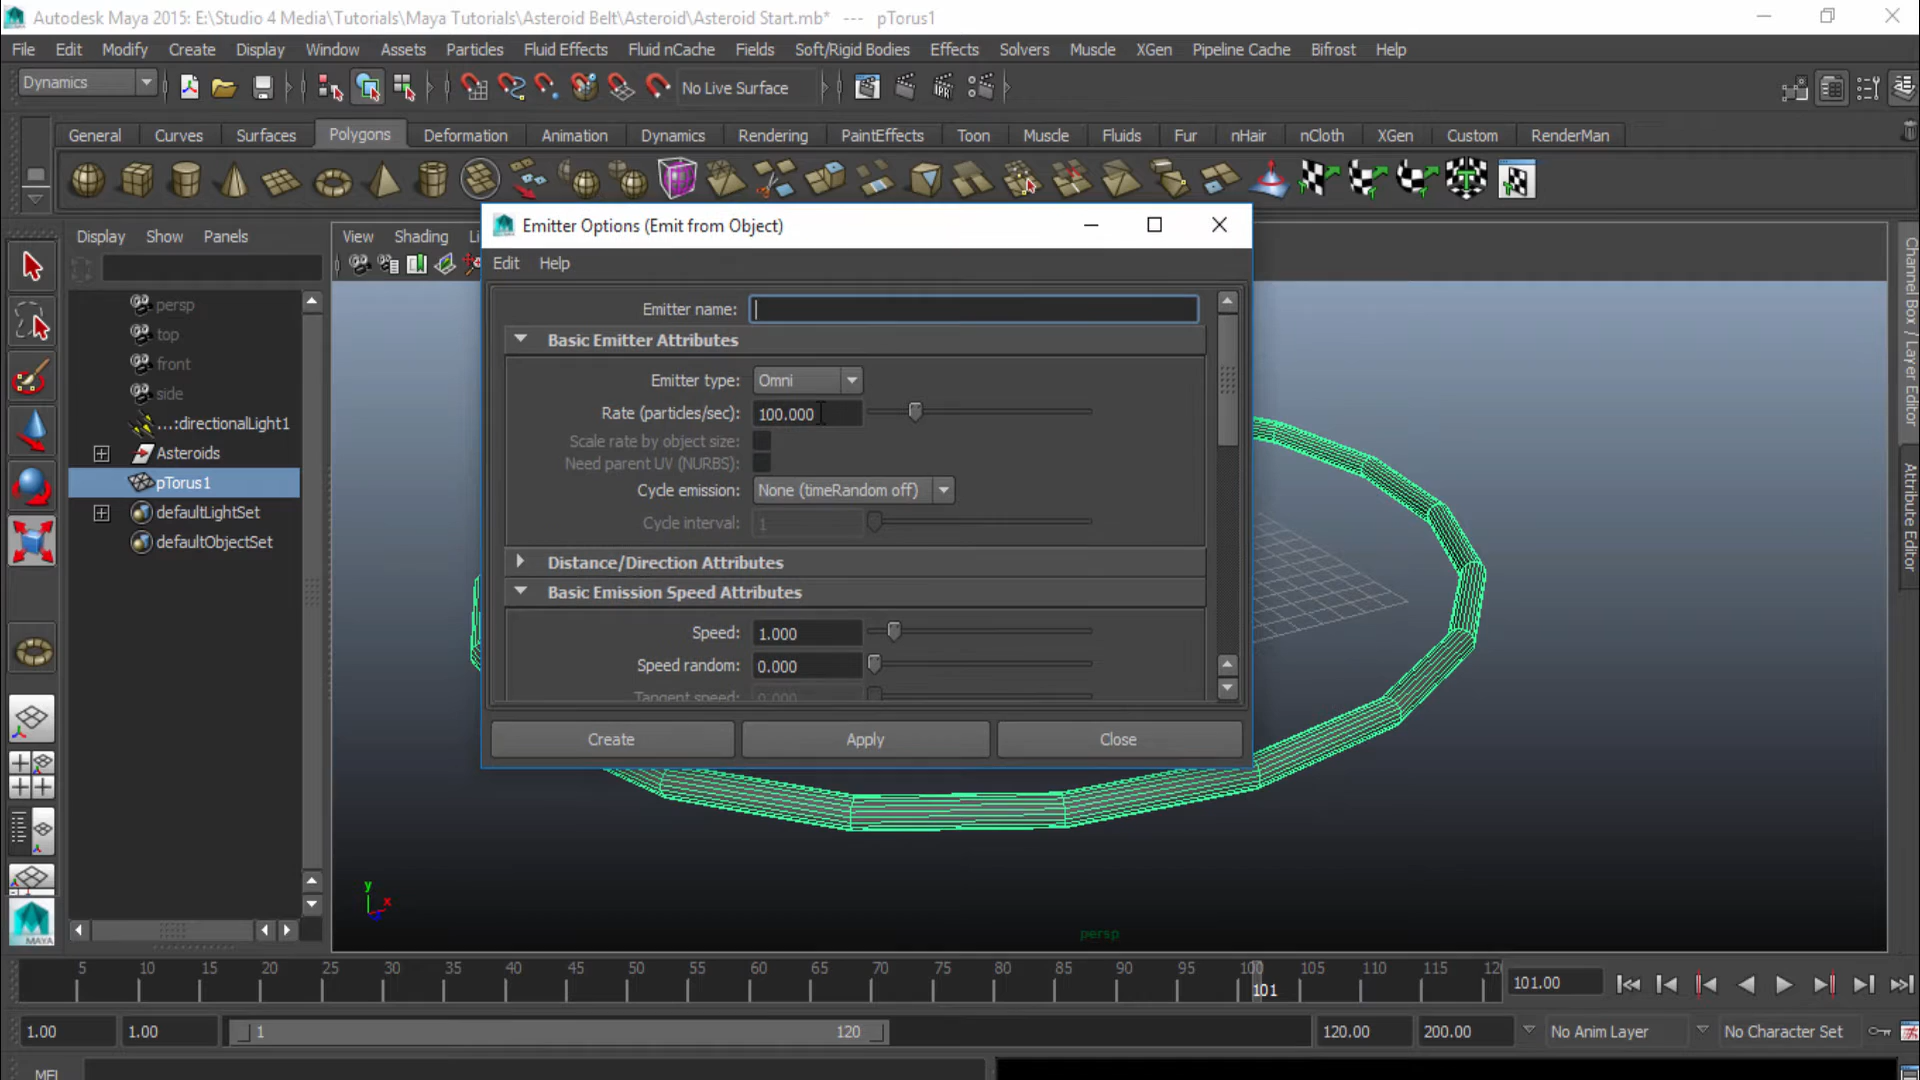 Autodesk Maya 2015: E:\Studio 4 Media\Tutorials\Maya Tutorials\Asteroid Belt\Asteroid\Asteroid Start.mb* --- pTorus1
File Edit Modify Create Display Window Assets Particles Fluid Effects Fluid nCache Fields Soft/Rigid Bodies Effects Solvers Muscle XGen Pipeline Cache Bifrost Help
Dynamics No Live Surface IPR
General Curves Surfaces Polygons Deformation Animation Dynamics Rendering PaintEffects Toon Muscle Fluids Fur nHair nCloth XGen Custom RenderMan
Display Show Panels
View Shading Li
persp
top
front
side
...:directionalLight1
Asteroids
pTorus1
defaultLightSet
defaultObjectSet
MAYA
Emitter Options (Emit from Object)
Edit Help
Emitter name:
Basic Emitter Attributes
Emitter type: Omni
Rate (particles/sec): 100.000
Scale rate by object size:
Need parent UV (NURBS):
Cycle emission: None (timeRandom off)
Cycle interval: 1
Distance/Direction Attributes
Basic Emission Speed Attributes
Speed: 1.000
Speed random: 0.000
Tangent speed: 0.000
Create Apply Close
Channel Box / Layer Editor
Attribute Editor
y
x
persp
5 10 15 20 25 30 35 40 45 50 55 60 65 70 75 80 85 90 95 100 105 110 115 12
101
101.00
1.00 1.00 1 120 120.00 200.00 No Anim Layer No Character Set
MEL